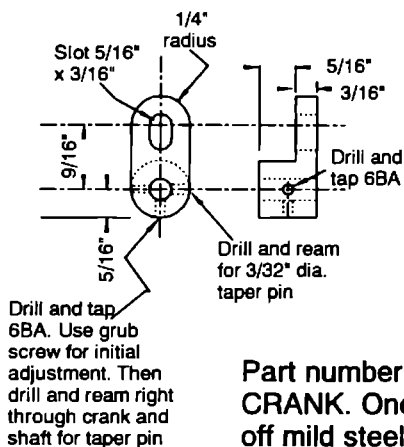 1/4"
radius
Slot 5/16"
x 3/16"
5/16"
3/16"
9/16"
Drill and
tap 6BA
5/16"
Drill and ream
for 3/32" dia.
taper pin
Drill and tap
6BA. Use grub
screw for initial
adjustment. Then
drill and ream right
through crank and
shaft for taper pin
Part number
CRANK. One
off mild steel